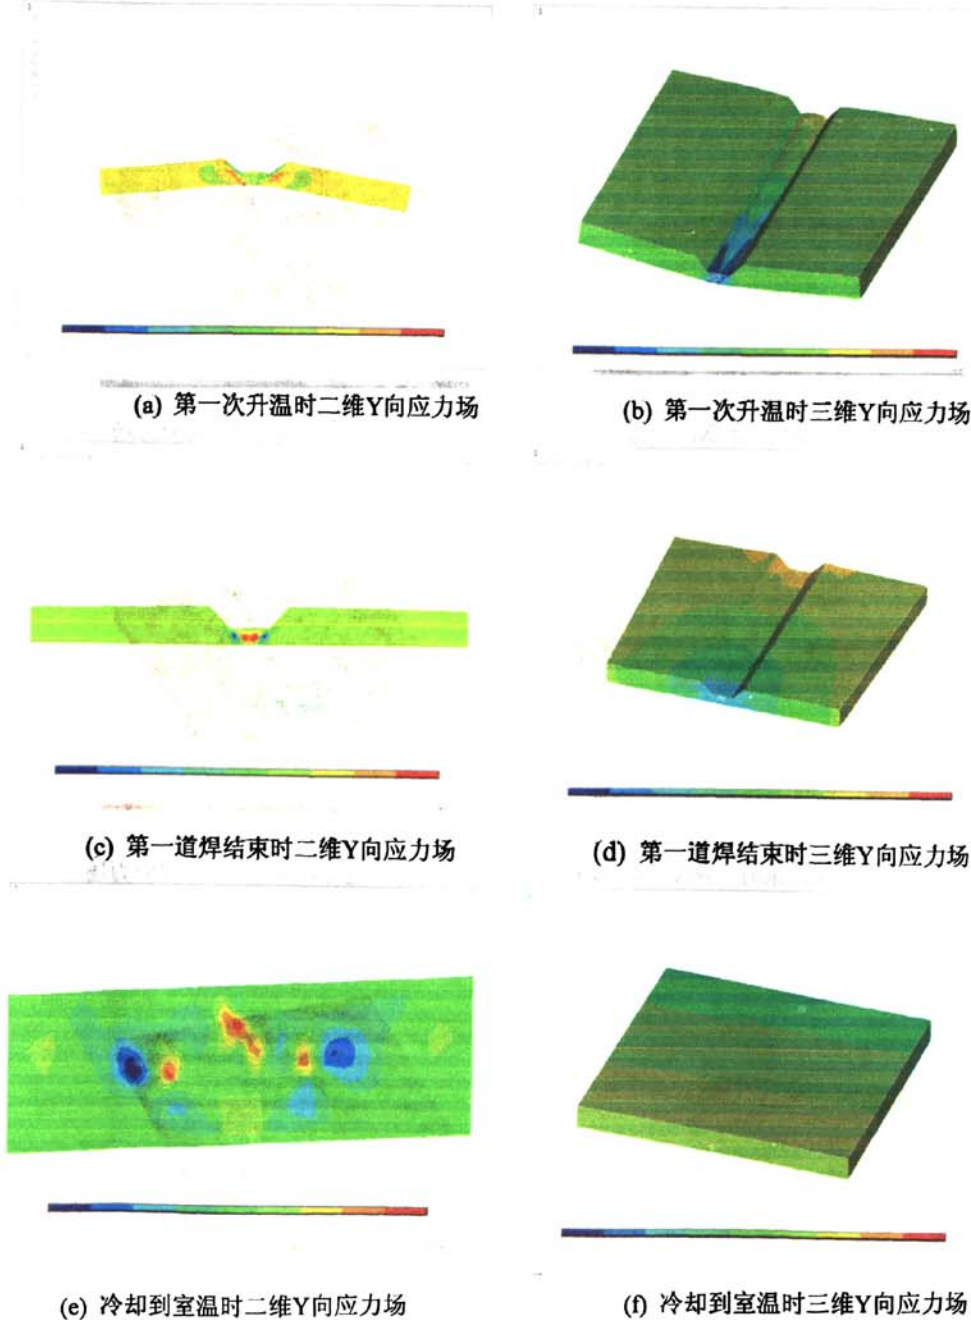 (a) 第一次升温时二维Y向应力场
(b) 第一次升温时三维Y向应力场
(c) 第一道焊结束时二维Y向应力场
(d) 第一道焊结束时三维Y向应力场
(e) 冷却到室温时二维Y向应力场
(f) 冷却到室温时三维Y向应力场